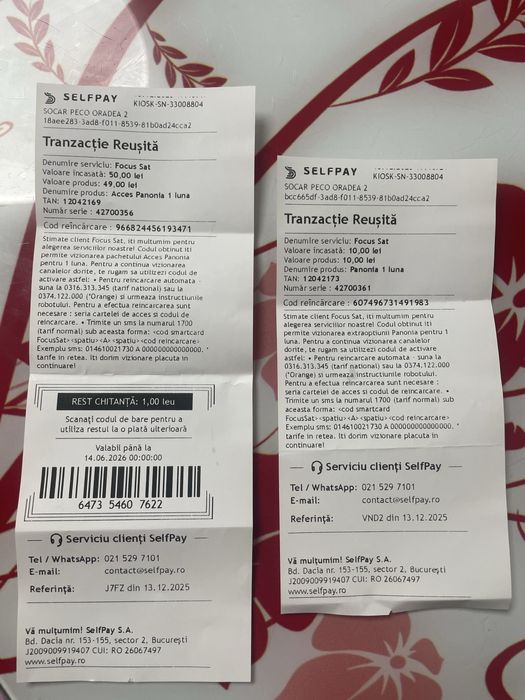 SELFPAY
KIOSK-SN-33008804
SOCAR PECO ORADEA 2
18aee283-3ad8-f011-8539-81b0ad24cca2
Tranzacție Reușită
Denumire serviciu: Focus Sat
Valoare incasată: 50,00 lei
Valoare produs: 49,00 lei
Denumire produs: Acces Panonia 1 luna
TAN: 12042169
Număr serie : 42700356
Cod reîncărcare : 966824456193471
Stimate client Focus Sat, iti multumim pentru
alegerea serviciilor noastre! Codul obtinut iti
permite vizionarea pachetului Acces Panonia
pentru 1 luna. Pentru a continua vizionarea
canalelor dorite, te rugam sa utilizezi codul de
activare astfel: • Pentru reincarcare automata -
suna la 0316.313.345 (tarif national) sau la
0374.122.000 ("Orange) si urmeaza instructiunile
robotului. Pentru a efectua reincarcarea sunt
necesare : seria cartelei de acces si codul de
reincarcare. • Trimite un sms la numarul 1700
(tarif normal) sub aceasta forma: <cod smartcard
FocusSat><spatiu><A><spatiu><cod reincarcare>
Exemplu sms: 014610021730 A 000000000000000. *
tarife in retea. Iti dorim vizionare placuta in
continuare!
REST CHITANȚĂ: 1,00 leu
Scanați codul de bare pentru a
utiliza restul la o plată ulterioară
Valabil până la
14.06.2026 00:00:00
6473 5460 7622
Serviciu clienți SelfPay
Tel / WhatsApp: 021 529 7101
E-mail: contact@selfpay.ro
Referință: J7FZ din 13.12.2025
Vă mulțumim! SelfPay S.A.
Bd. Dacia nr. 153-155, sector 2, București
J2009009919407 CUI: RO 26067497
www.selfpay.ro
SELFPAY
KIOSK-SN-33008804
SOCAR PECO ORADEA 2
bcc665df-3ad8-f011-8539-81b0ad24cca2
Tranzacție Reușită
Denumire serviciu: Focus Sat
Valoare incasată: 10,00 lei
Valoare produs: 10,00 lei
Denumire produs: Panonia 1 luna
TAN: 12042173
Număr serie : 42700361
Cod reîncărcare : 607496731491983
Stimate client Focus Sat, iti multumim pentru
alegerea serviciilor noastre! Codul obtinut iti
permite vizionarea extraoptiuni Panonia pentru 1
luna. Pentru a continua vizionarea canalelor
dorite, te rugam sa utilizezi codul de activare
astfel: • Pentru reincarcare automata - suna la
0316.313.345 (tarif national) sau la 0374.122.000
("Orange) si urmeaza instructiunile robotului.
Pentru a efectua reincarcarea sunt necesare :
seria cartelei de acces si codul de reincarcare. •
Trimite un sms la numarul 1700 (tarif normal) sub
aceasta forma: <cod smartcard
FocusSat><spatiu><A><spatiu><cod reincarcare>
Exemplu sms: 014610021730 A 000000000000000. *
tarife in retea. Iti dorim vizionare placuta in
continuare!
Serviciu clienți SelfPay
Tel / WhatsApp: 021 529 7101
E-mail: contact@selfpay.ro
Referință: VND2 din 13.12.2025
Vă mulțumim! SelfPay S.A.
Bd. Dacia nr. 153-155, sector 2, București
J2009009919407 CUI: RO 26067497
www.selfpay.ro